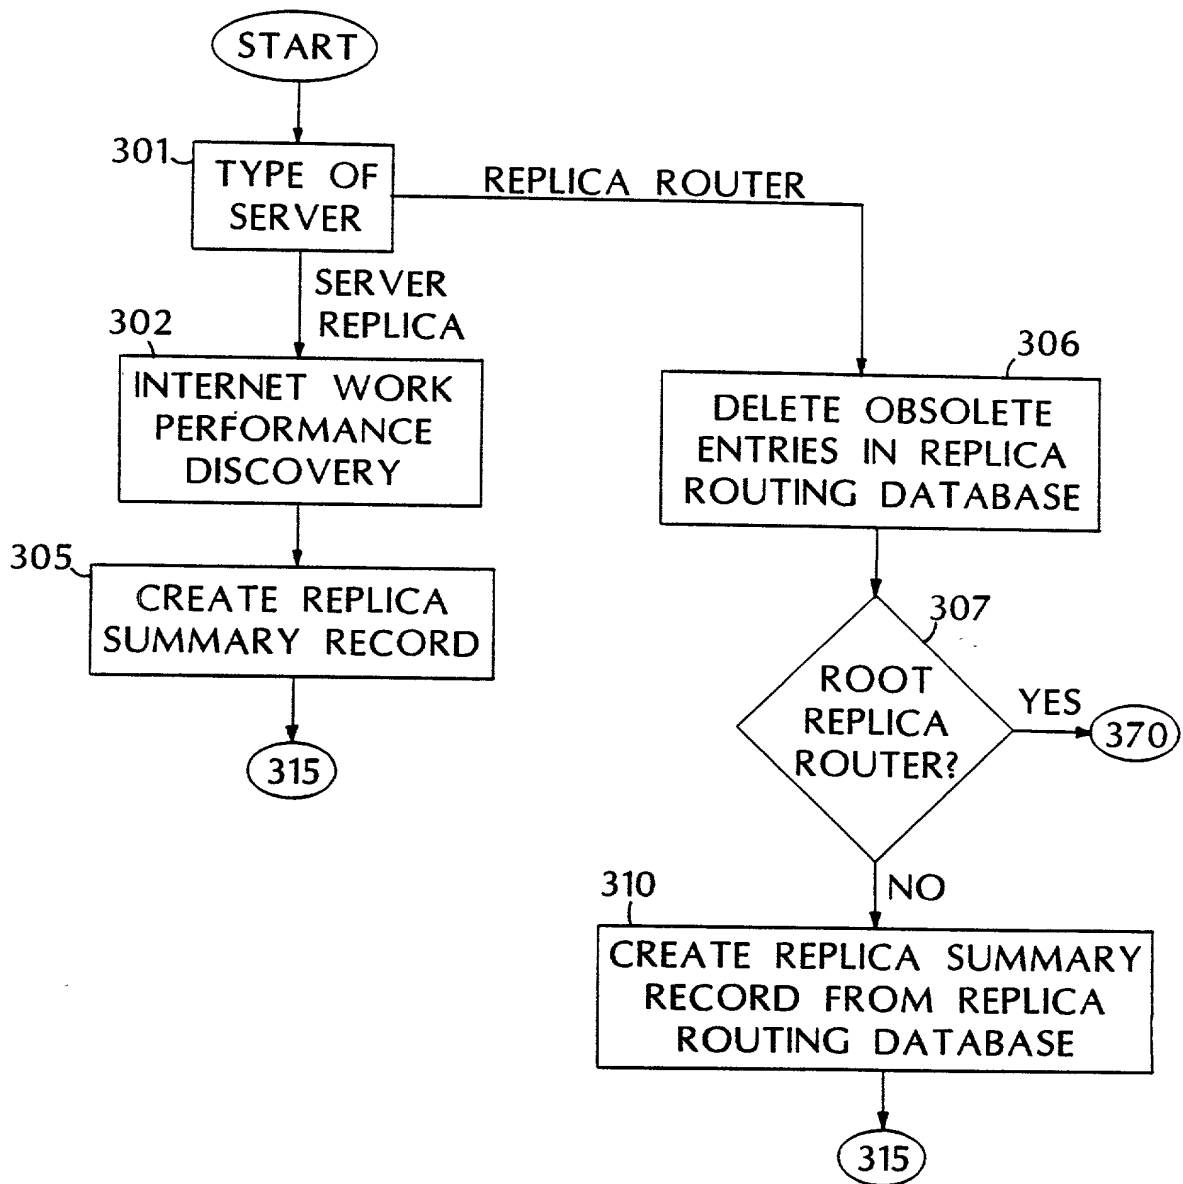 START
301
TYPE OF
SERVER
REPLICA ROUTER
SERVER
REPLICA
302
INTERNET WORK
PERFORMANCE
DISCOVERY
305
CREATE REPLICA
SUMMARY RECORD
315
306
DELETE OBSOLETE
ENTRIES IN REPLICA
ROUTING DATABASE
307
ROOT
REPLICA
ROUTER?
YES
370
NO
310
CREATE REPLICA SUMMARY
RECORD FROM REPLICA
ROUTING DATABASE
315